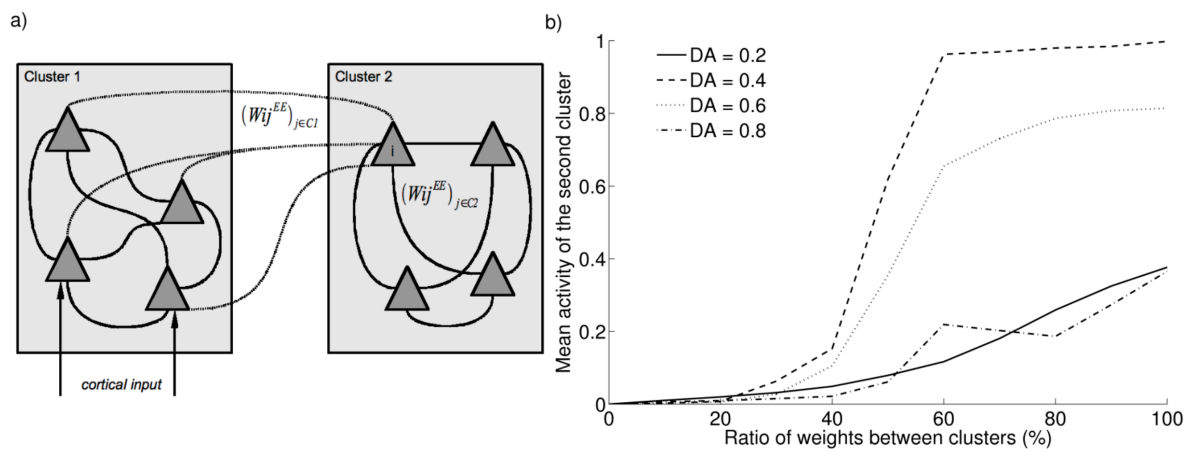 a)
Cluster 1
Cluster 2
(Wij^EE)j∈C1
i
(Wij^EE)j∈C2
cortical input
b)
Mean activity of the second cluster
1
0.8
0.6
0.4
0.2
0
DA = 0.2
DA = 0.4
DA = 0.6
DA = 0.8
0 20 40 60 80 100
Ratio of weights between clusters (%)